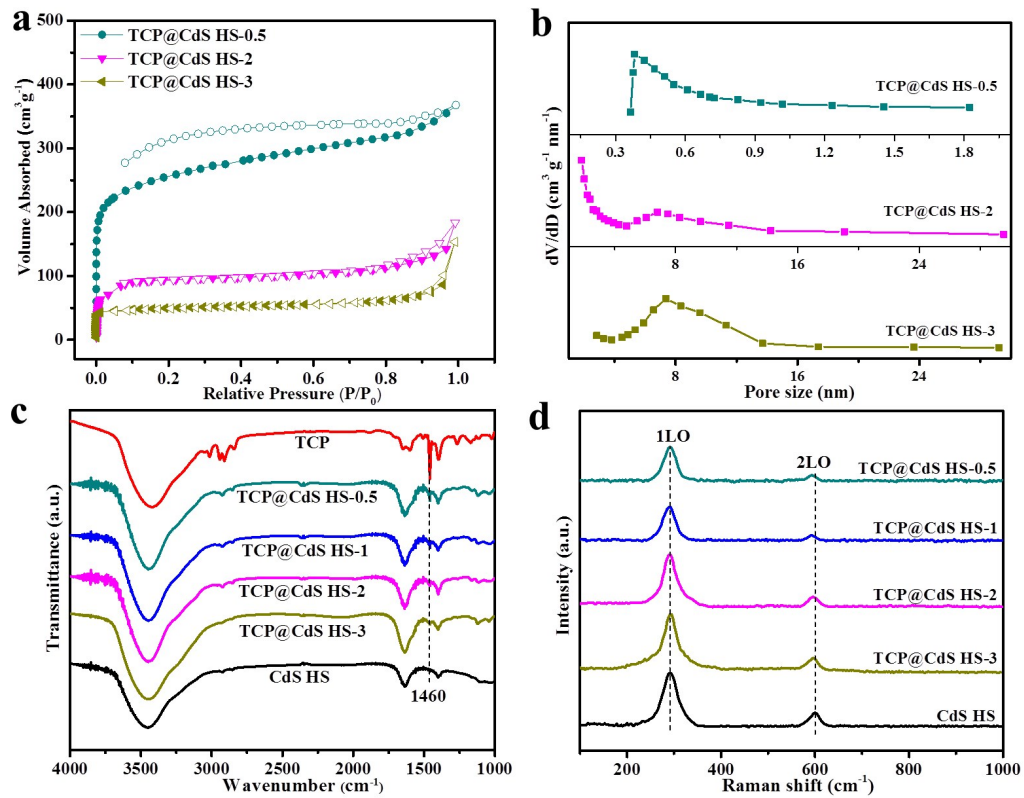 a
500
400
300
200
100
0
Volume Absorbed (cm³g⁻¹)
TCP@CdS HS-0.5
TCP@CdS HS-2
TCP@CdS HS-3
0.0 0.2 0.4 0.6 0.8 1.0
Relative Pressure (P/P₀)
b
dV/dD (cm³ g⁻¹ nm⁻¹)
TCP@CdS HS-0.5
0.3 0.6 0.9 1.2 1.5 1.8
TCP@CdS HS-2
8 16 24
TCP@CdS HS-3
8 16 24
Pore size (nm)
c
Transmittance (a.u.)
TCP
TCP@CdS HS-0.5
TCP@CdS HS-1
TCP@CdS HS-2
TCP@CdS HS-3
CdS HS
1460
4000 3500 3000 2500 2000 1500 1000
Wavenumber (cm⁻¹)
d
Intensity (a.u.)
1LO
2LO
TCP@CdS HS-0.5
TCP@CdS HS-1
TCP@CdS HS-2
TCP@CdS HS-3
CdS HS
200 400 600 800 1000
Raman shift (cm⁻¹)